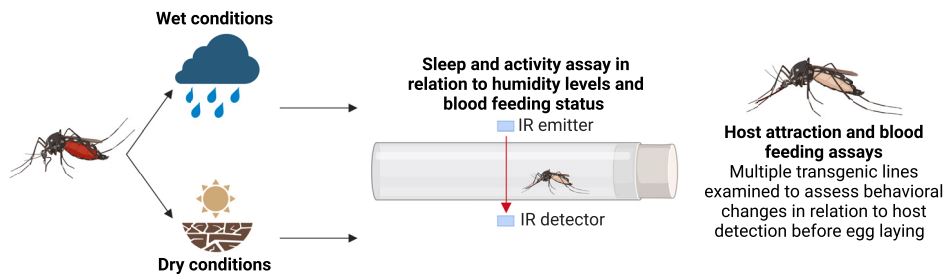 Wet conditions
Dry conditions
Sleep and activity assay in
relation to humidity levels and
blood feeding status
IR emitter
IR detector
Host attraction and blood
feeding assays
Multiple transgenic lines
examined to assess behavioral
changes in relation to host
detection before egg laying